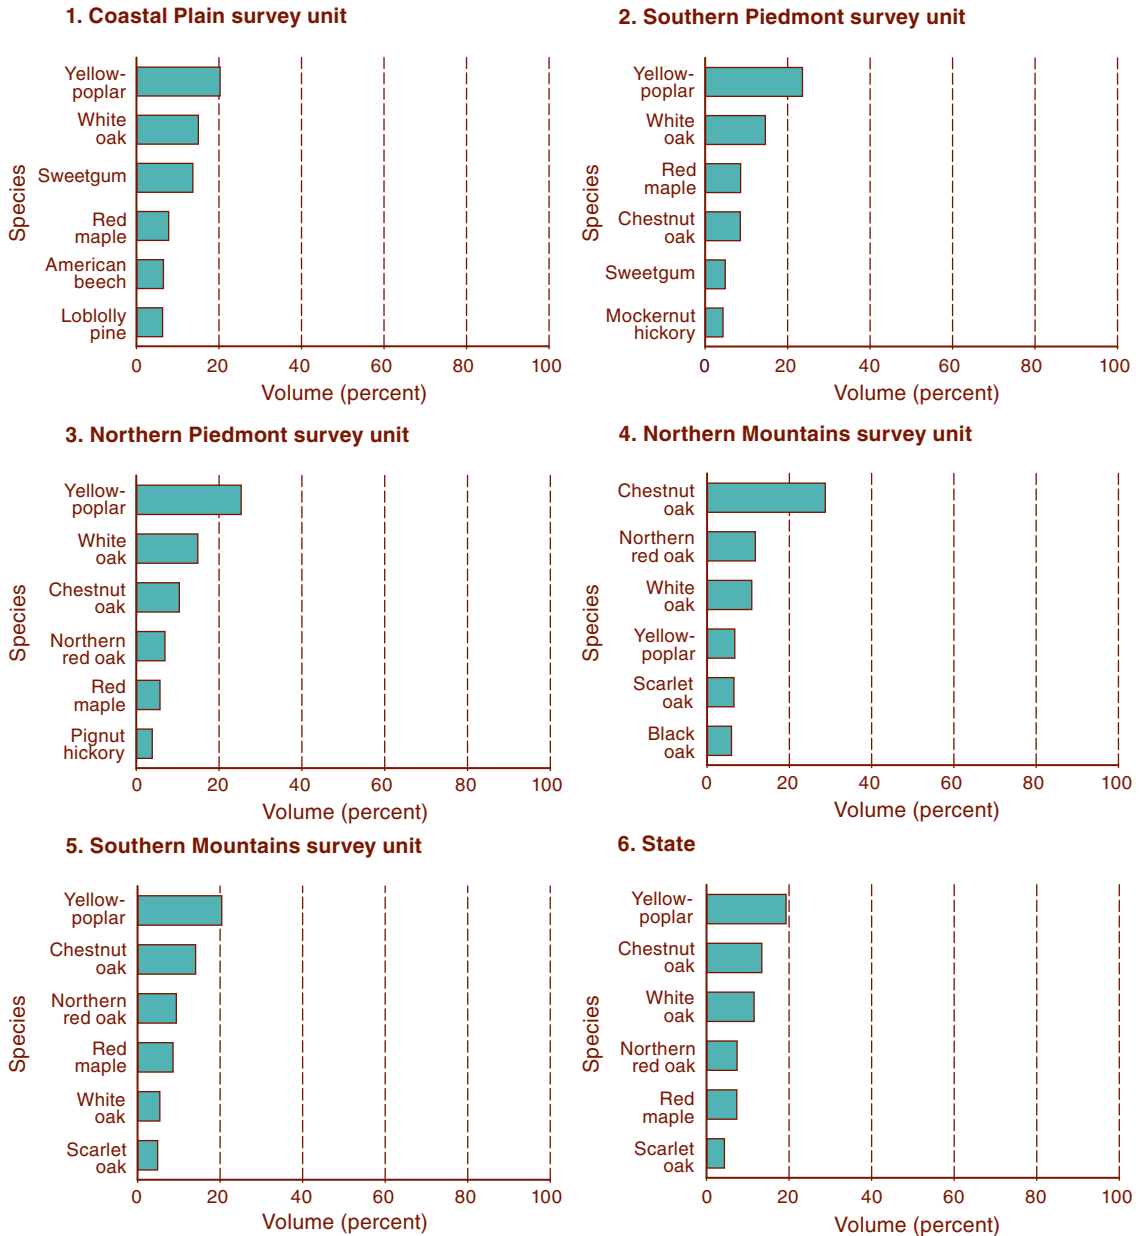 1. Coastal Plain survey unit
Species
Yellow-
poplar
White
oak
Sweetgum
Red
maple
American
beech
Loblolly
pine
0 20 40 60 80 100
Volume (percent)
2. Southern Piedmont survey unit
Species
Yellow-
poplar
White
oak
Red
maple
Chestnut
oak
Sweetgum
Mockernut
hickory
0 20 40 60 80 100
Volume (percent)
3. Northern Piedmont survey unit
Species
Yellow-
poplar
White
oak
Chestnut
oak
Northern
red oak
Red
maple
Pignut
hickory
0 20 40 60 80 100
Volume (percent)
4. Northern Mountains survey unit
Species
Chestnut
oak
Northern
red oak
White
oak
Yellow-
poplar
Scarlet
oak
Black
oak
0 20 40 60 80 100
Volume (percent)
5. Southern Mountains survey unit
Species
Yellow-
poplar
Chestnut
oak
Northern
red oak
Red
maple
White
oak
Scarlet
oak
0 20 40 60 80 100
Volume (percent)
6. State
Species
Yellow-
poplar
Chestnut
oak
White
oak
Northern
red oak
Red
maple
Scarlet
oak
0 20 40 60 80 100
Volume (percent)